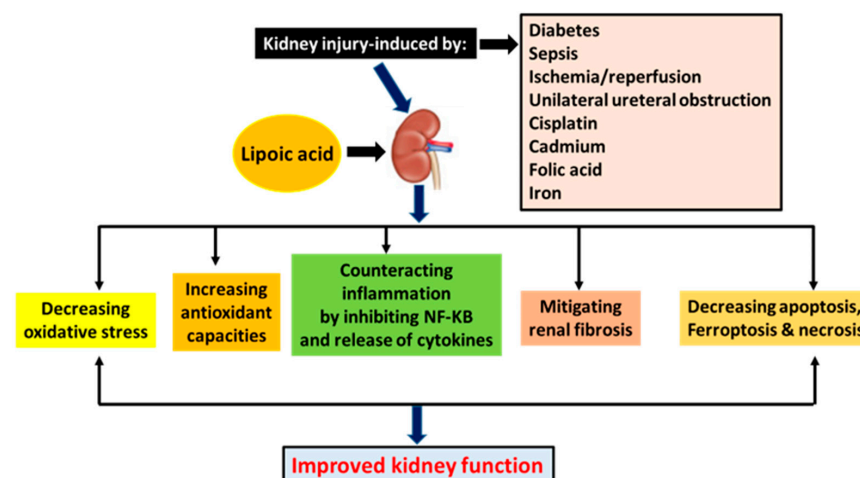 Kidney injury-induced by:
Diabetes
Sepsis
Ischemia/reperfusion
Unilateral ureteral obstruction
Cisplatin
Cadmium
Folic acid
Iron
Lipoic acid
Decreasing
oxidative stress
Increasing
antioxidant
capacities
Counteracting
inflammation
by inhibiting NF-KB
and release of cytokines
Mitigating
renal fibrosis
Decreasing apoptosis,
Ferroptosis & necrosis
Improved kidney function